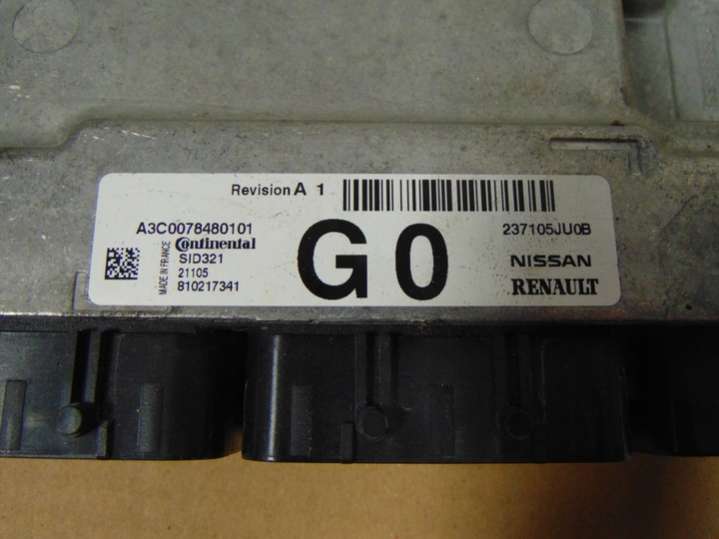 Revision A 1
A3C0078480101
Continental
SID321
21105
810217341
MADE IN FRANCE
G0
237105JU0B
NISSAN
RENAULT